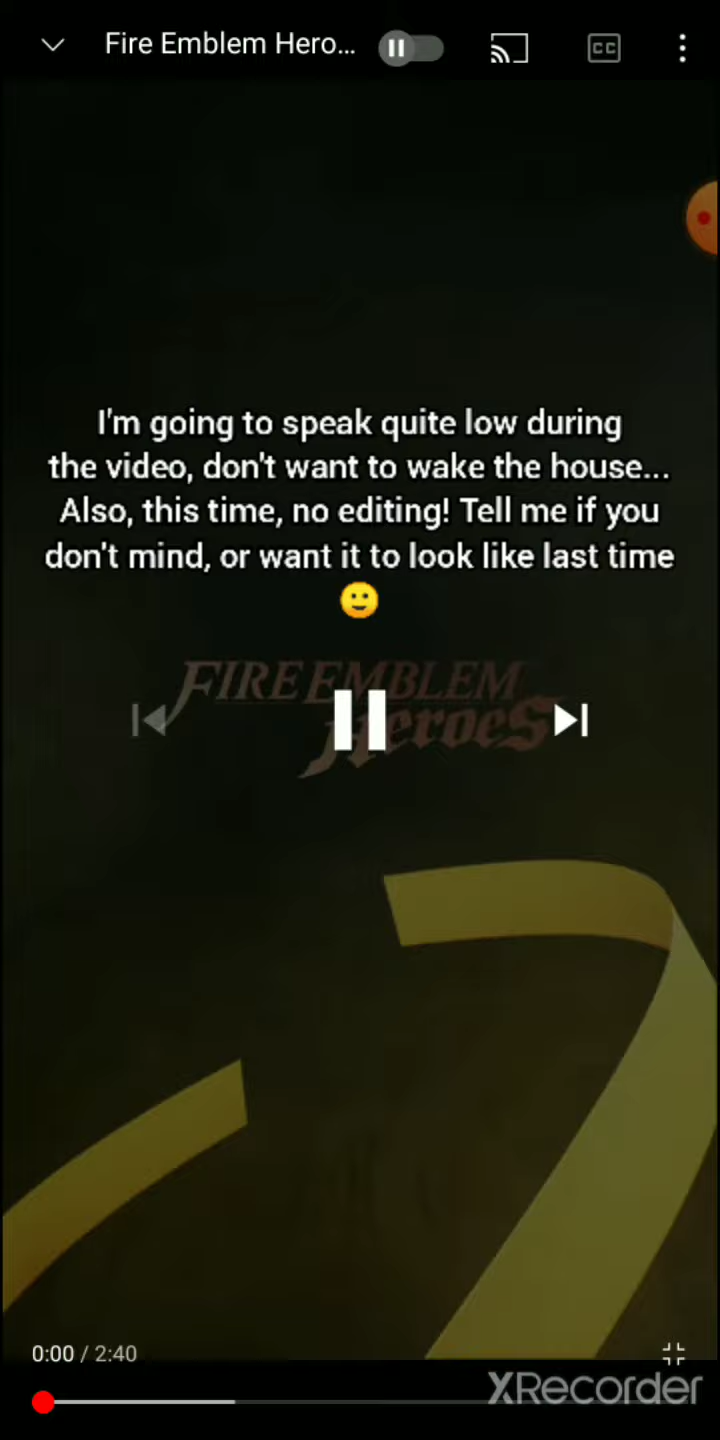 Fire Emblem Hero...
CC
I'm going to speak quite low during
the video, don't want to wake the house...
Also, this time, no editing! Tell me if you
don't mind, or want it to look like last time
🙂
FIRE EMBLEM
Heroes
0:00 / 2:40
XRecorder